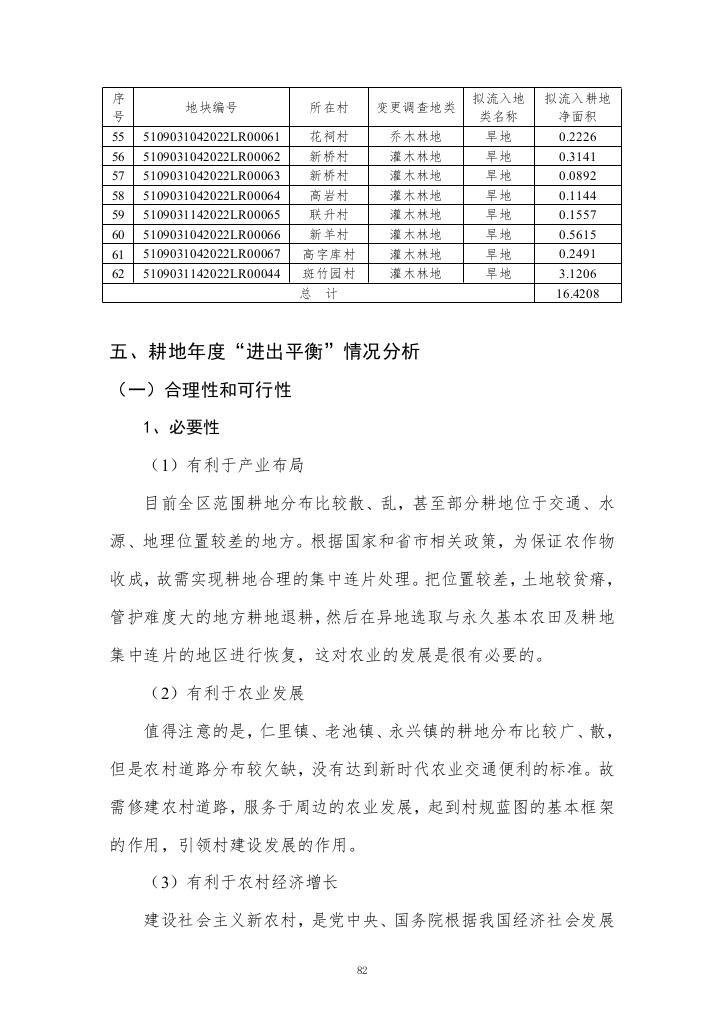 序号 地块编号 所在村 变更调查地类 拟流入地类名称 拟流入耕地净面积
55 5109031042022LR00061 花祠村 乔木林地 旱地 0.2226
56 5109031042022LR00062 新桥村 灌木林地 旱地 0.3141
57 5109031042022LR00063 新桥村 灌木林地 旱地 0.0892
58 5109031042022LR00064 高岩村 灌木林地 旱地 0.1144
59 5109031142022LR00065 联升村 灌木林地 旱地 0.1557
60 5109031042022LR00066 新羊村 灌木林地 旱地 0.5615
61 5109031042022LR00067 高字库村 灌木林地 旱地 0.2491
62 5109031142022LR00044 斑竹园村 灌木林地 旱地 3.1206
总 计 16.4208
五、耕地年度“进出平衡”情况分析
（一）合理性和可行性
1、必要性
（1）有利于产业布局
目前全区范围耕地分布比较散、乱，甚至部分耕地位于交通、水
源、地理位置较差的地方。根据国家和省市相关政策，为保证农作物
收成，故需实现耕地合理的集中连片处理。把位置较差，土地较贫瘠，
管护难度大的地方耕地退耕，然后在异地选取与永久基本农田及耕地
集中连片的地区进行恢复，这对农业的发展是很有必要的。
（2）有利于农业发展
值得注意的是，仁里镇、老池镇、永兴镇的耕地分布比较广、散，
但是农村道路分布较欠缺，没有达到新时代农业交通便利的标准。故
需修建农村道路，服务于周边的农业发展，起到村规蓝图的基本框架
的作用，引领村建设发展的作用。
（3）有利于农村经济增长
建设社会主义新农村，是党中央、国务院根据我国经济社会发展
82